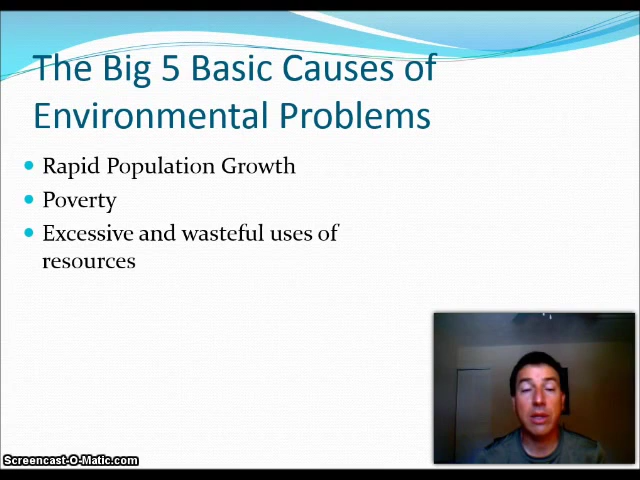 The Big 5 Basic Causes of
Environmental Problems
Rapid Population Growth
Poverty
Excessive and wasteful uses of
resources
Screencast-O-Matic.com